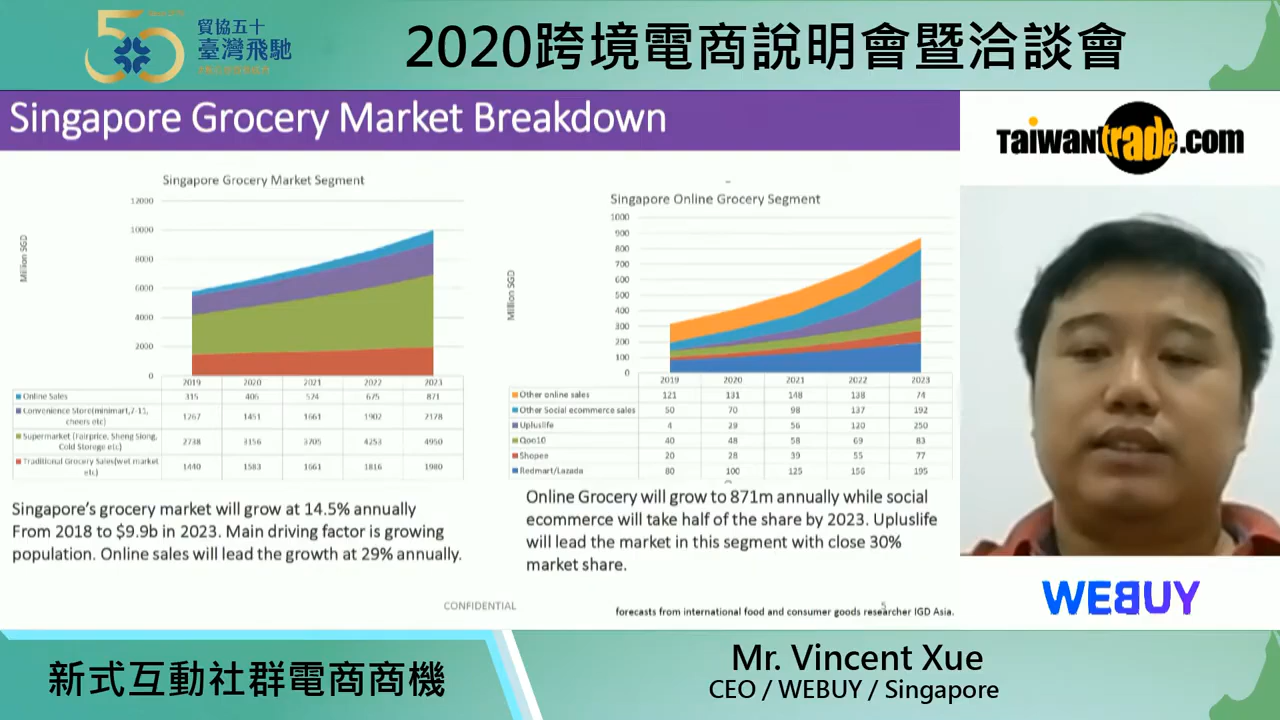 50
貿協五十
臺灣飛馳
2020跨境電商說明會暨洽談會
Singapore Grocery Market Breakdown
Taiwantrade.com
Singapore Grocery Market Segment
Million SGD
12000
10000
8000
6000
4000
2000
0
2019 2020 2021 2022 2023
Online Sales 315 406 524 675 871
Convenience Store(minimart,7-11, cheers etc) 1267 1451 1661 1902 2178
Supermarket (Fairprice, Sheng Siong, Cold Storage etc) 2738 3156 3705 4253 4950
Traditional Grocery Sales(wet market etc) 1440 1583 1661 1816 1980
Singapore Online Grocery Segment
Million SGD
1000
900
800
700
600
500
400
300
200
100
0
2019 2020 2021 2022 2023
Other online sales 121 131 148 138 74
Other Social ecommerce sales 50 70 98 137 192
Upluslife 4 29 56 120 250
Qoo10 40 48 58 69 83
Shopee 20 28 39 55 77
Redmart/Lazada 80 100 125 156 195
Singapore's grocery market will grow at 14.5% annually
From 2018 to $9.9b in 2023. Main driving factor is growing
population. Online sales will lead the growth at 29% annually.
Online Grocery will grow to 871m annually while social
ecommerce will take half of the share by 2023. Upluslife
will lead the market in this segment with close 30%
market share.
CONFIDENTIAL
5
forecasts from international food and consumer goods researcher IGD Asia.
WEBUY
新式互動社群電商商機
Mr. Vincent Xue
CEO / WEBUY / Singapore